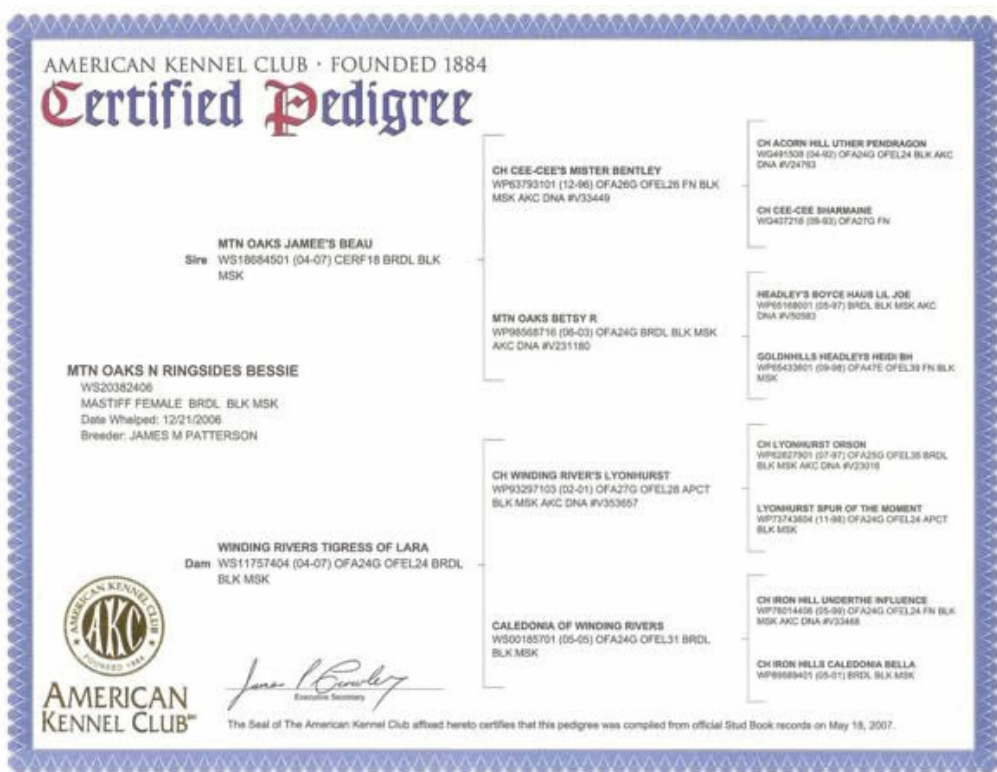 AMERICAN KENNEL CLUB · FOUNDED 1884
Certified Pedigree
CH ACORN HILL UTHER PENDRAGON
WG491508 (04-92) OFA24G OFEL24 BLK AKC
DNA #V24763
CH CEE-CEE'S MISTER BENTLEY
WP63793101 (12-96) OFA26G OFEL26 FN BLK
MSK AKC DNA #V33449
CH CEE-CEE SHARMAINE
WG407216 (09-93) OFA27G FN
MTN OAKS JAMEE'S BEAU
Sire WS18684501 (04-07) CERF18 BRDL BLK
MSK
HEADLEY'S BOYCE HAUS LIL JOE
WP65168001 (05-97) BRDL BLK MSK AKC
DNA #V50583
MTN OAKS BETSY R
WP98568716 (06-03) OFA24G BRDL BLK MSK
AKC DNA #V231180
GOLDNHILLS HEADLEYS HEIDI BH
WP65433601 (09-98) OFA47E OFEL39 FN BLK
MSK
MTN OAKS N RINGSIDES BESSIE
WS20382406
MASTIFF FEMALE BRDL BLK MSK
Date Whelped: 12/21/2006
Breeder: JAMES M PATTERSON
CH LYONHURST ORSON
WP62627901 (07-97) OFA25G OFEL35 BRDL
BLK MSK AKC DNA #V23016
CH WINDING RIVER'S LYONHURST
WP93297103 (02-01) OFA27G OFEL28 APCT
BLK MSK AKC DNA #V353657
LYONHURST SPUR OF THE MOMENT
WP73743604 (11-98) OFA24G OFEL24 APCT
BLK MSK
WINDING RIVERS TIGRESS OF LARA
Dam WS11757404 (04-07) OFA24G OFEL24 BRDL
BLK MSK
CH IRON HILL UNDERTHE INFLUENCE
WP76014406 (05-99) OFA24G OFEL24 FN BLK
MSK AKC DNA #V33468
CALEDONIA OF WINDING RIVERS
WS00185701 (05-05) OFA24G OFEL31 BRDL
BLK MSK
CH IRON HILLS CALEDONIA BELLA
WP89589401 (05-01) BRDL BLK MSK
AMERICAN KENNEL CLUB
AKC
FOUNDED 1884
AMERICAN
KENNEL CLUB℠
James P Crowley
Executive Secretary
The Seal of The American Kennel Club affixed hereto certifies that this pedigree was compiled from official Stud Book records on May 18, 2007.